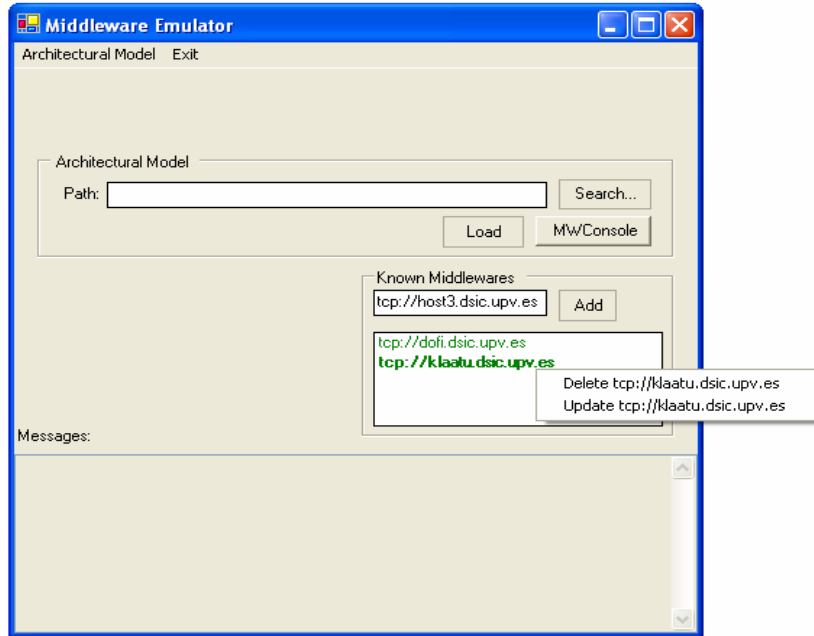 Middleware Emulator
Architectural Model Exit
Architectural Model
Path: Search...
Load MWConsole
Known Middlewares
tcp://host3.dsic.upv.es Add
tcp://dofi.dsic.upv.es
tcp://klaatu.dsic.upv.es
Delete tcp://klaatu.dsic.upv.es
Update tcp://klaatu.dsic.upv.es
Messages: